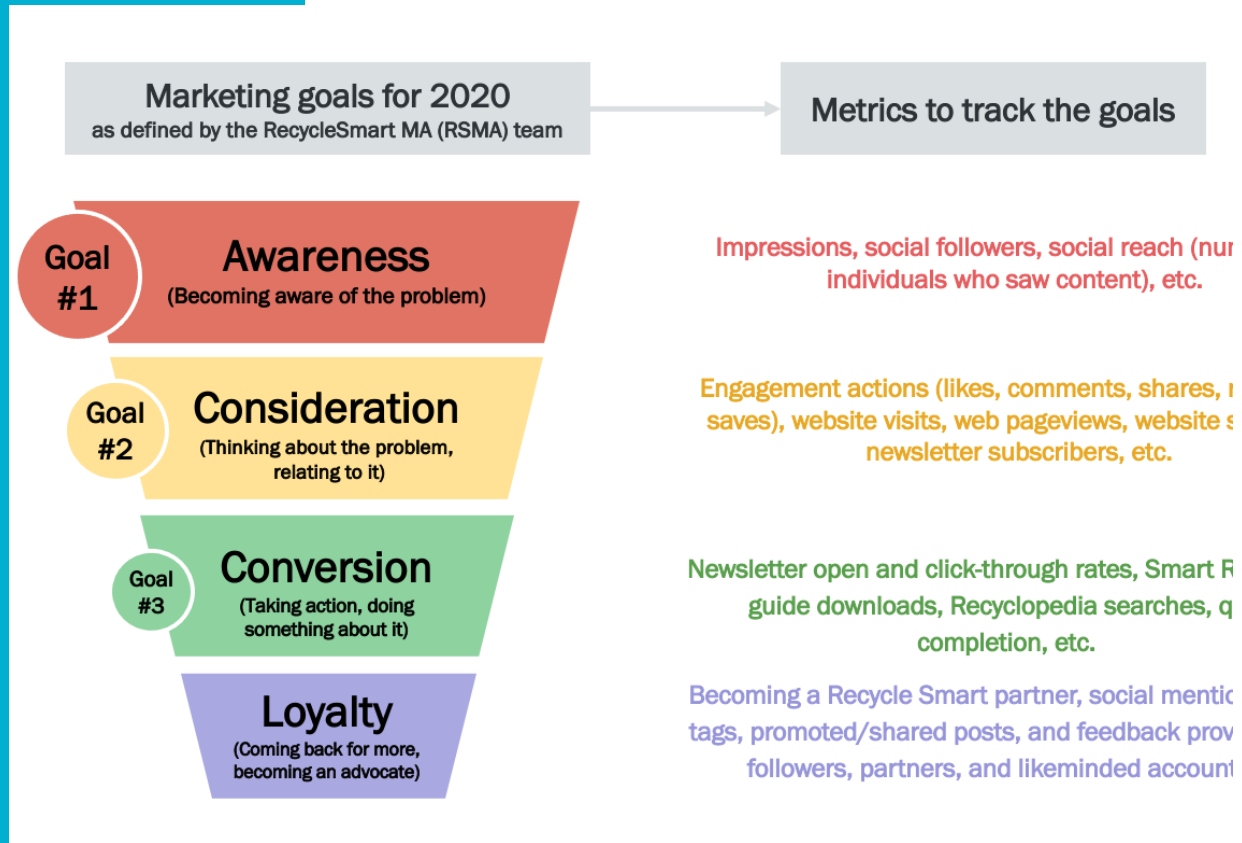 Marketing goals for 2020
as defined by the RecycleSmart MA (RSMA) team
Metrics to track the goals
Goal
#1
Awareness
(Becoming aware of the problem)
Impressions, social followers, social reach
individuals who saw content), etc.
Goal
#2
Consideration
(Thinking about the problem,
relating to it)
Engagement actions (likes, comments, shares,
saves), website visits, web pageviews, website
newsletter subscribers, etc.
Goal
#3
Conversion
(Taking action, doing
something about it)
Newsletter open and click-through rates, Smart
guide downloads, Recyclopedia searches,
completion, etc.
Loyalty
(Coming back for more,
becoming an advocate)
Becoming a Recycle Smart partner, social
tags, promoted/shared posts, and feedback
followers, partners, and likeminded